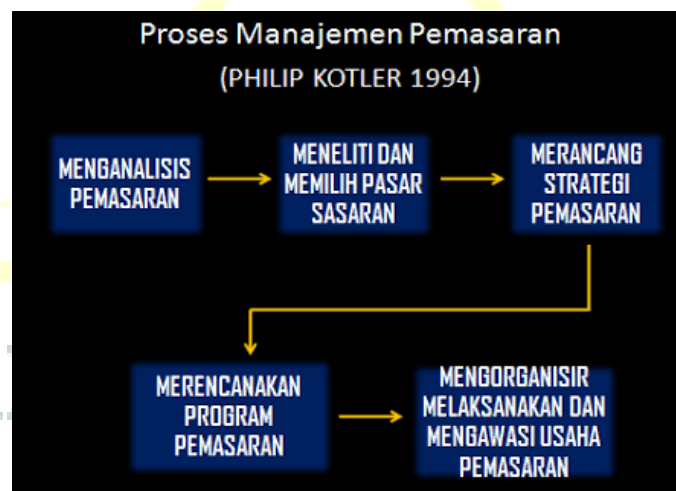 Proses Manajemen Pemasaran
(PHILIP KOTLER 1994)
MENGANALISIS
PEMASARAN
MENELITI DAN
MEMILIH PASAR
SASARAN
MERANCANG
STRATEGI
PEMASARAN
MERENCANAKAN
PROGRAM
PEMASARAN
MENGORGANISIR
MELAKSANAKAN DAN
MENGAWASI USAHA
PEMASARAN